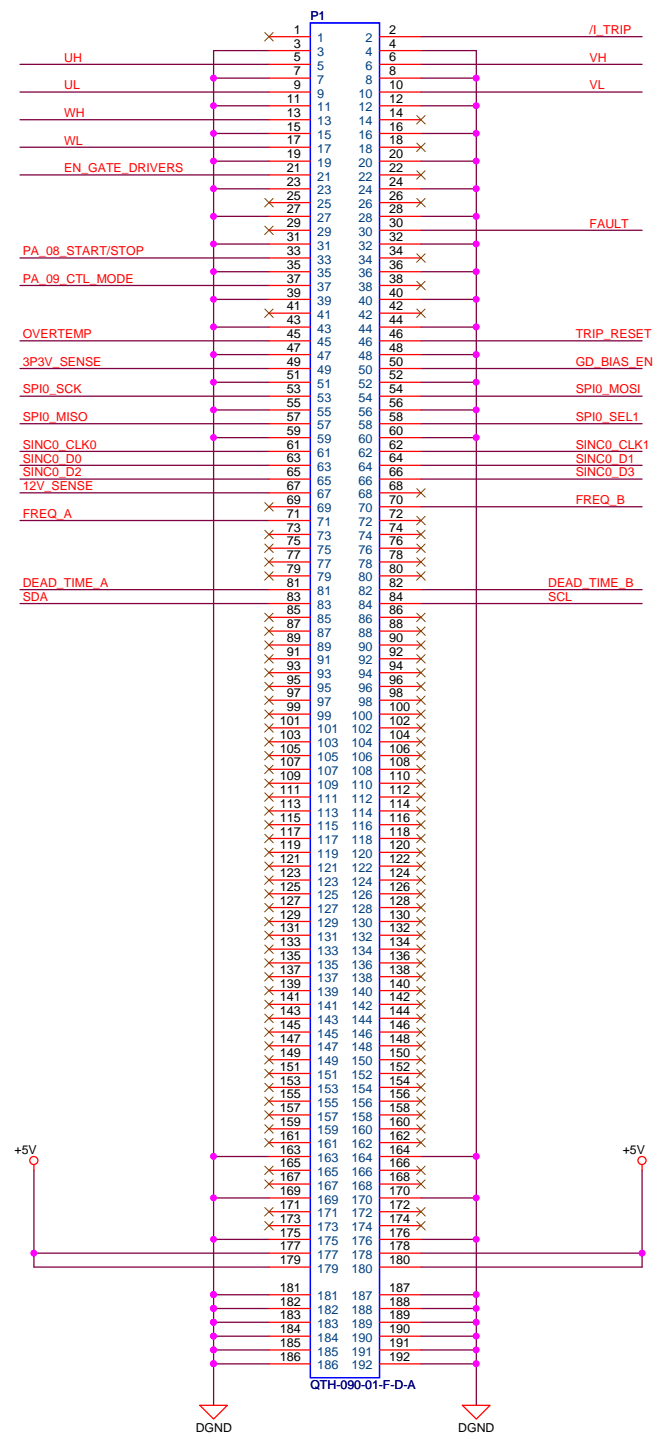 P1
1 1 2 2 /I_TRIP
3 3 4 4
UH 5 5 6 6 VH
7 7 8 8
UL 9 9 10 10 VL
11 11 12 12
WH 13 13 14 14
15 15 16 16
WL 17 17 18 18
19 19 20 20
EN_GATE_DRIVERS 21 21 22 22
23 23 24 24
25 25 26 26
27 27 28 28
29 29 30 30 FAULT
31 31 32 32
PA_08_START/STOP 33 33 34 34
35 35 36 36
PA_09_CTL_MODE 37 37 38 38
39 39 40 40
41 41 42 42
43 43 44 44
OVERTEMP 45 45 46 46 TRIP_RESET
47 47 48 48
3P3V_SENSE 49 49 50 50 GD_BIAS_EN
51 51 52 52
SPI0_SCK 53 53 54 54 SPI0_MOSI
55 55 56 56
SPI0_MISO 57 57 58 58 SPI0_SEL1
59 59 60 60
SINC0_CLK0 61 61 62 62 SINC0_CLK1
SINC0_D0 63 63 64 64 SINC0_D1
SINC0_D2 65 65 66 66 SINC0_D3
12V_SENSE 67 67 68 68
69 69 70 70 FREQ_B
FREQ_A 71 71 72 72
73 73 74 74
75 75 76 76
77 77 78 78
79 79 80 80
DEAD_TIME_A 81 81 82 82 DEAD_TIME_B
SDA 83 83 84 84 SCL
85 85 86 86
87 87 88 88
89 89 90 90
91 91 92 92
93 93 94 94
95 95 96 96
97 97 98 98
99 99 100 100
101 101 102 102
103 103 104 104
105 105 106 106
107 107 108 108
109 109 110 110
111 111 112 112
113 113 114 114
115 115 116 116
117 117 118 118
119 119 120 120
121 121 122 122
123 123 124 124
125 125 126 126
127 127 128 128
129 129 130 130
131 131 132 132
133 133 134 134
135 135 136 136
137 137 138 138
139 139 140 140
141 141 142 142
143 143 144 144
145 145 146 146
147 147 148 148
149 149 150 150
151 151 152 152
153 153 154 154
155 155 156 156
157 157 158 158
159 159 160 160
161 161 162 162
+5V 163 163 164 164 +5V
165 165 166 166
167 167 168 168
169 169 170 170
171 171 172 172
173 173 174 174
175 175 176 176
177 177 178 178
179 179 180 180
181 181 187 187
182 182 188 188
183 183 189 189
184 184 190 190
185 185 191 191
186 186 192 192
QTH-090-01-F-D-A
DGND DGND